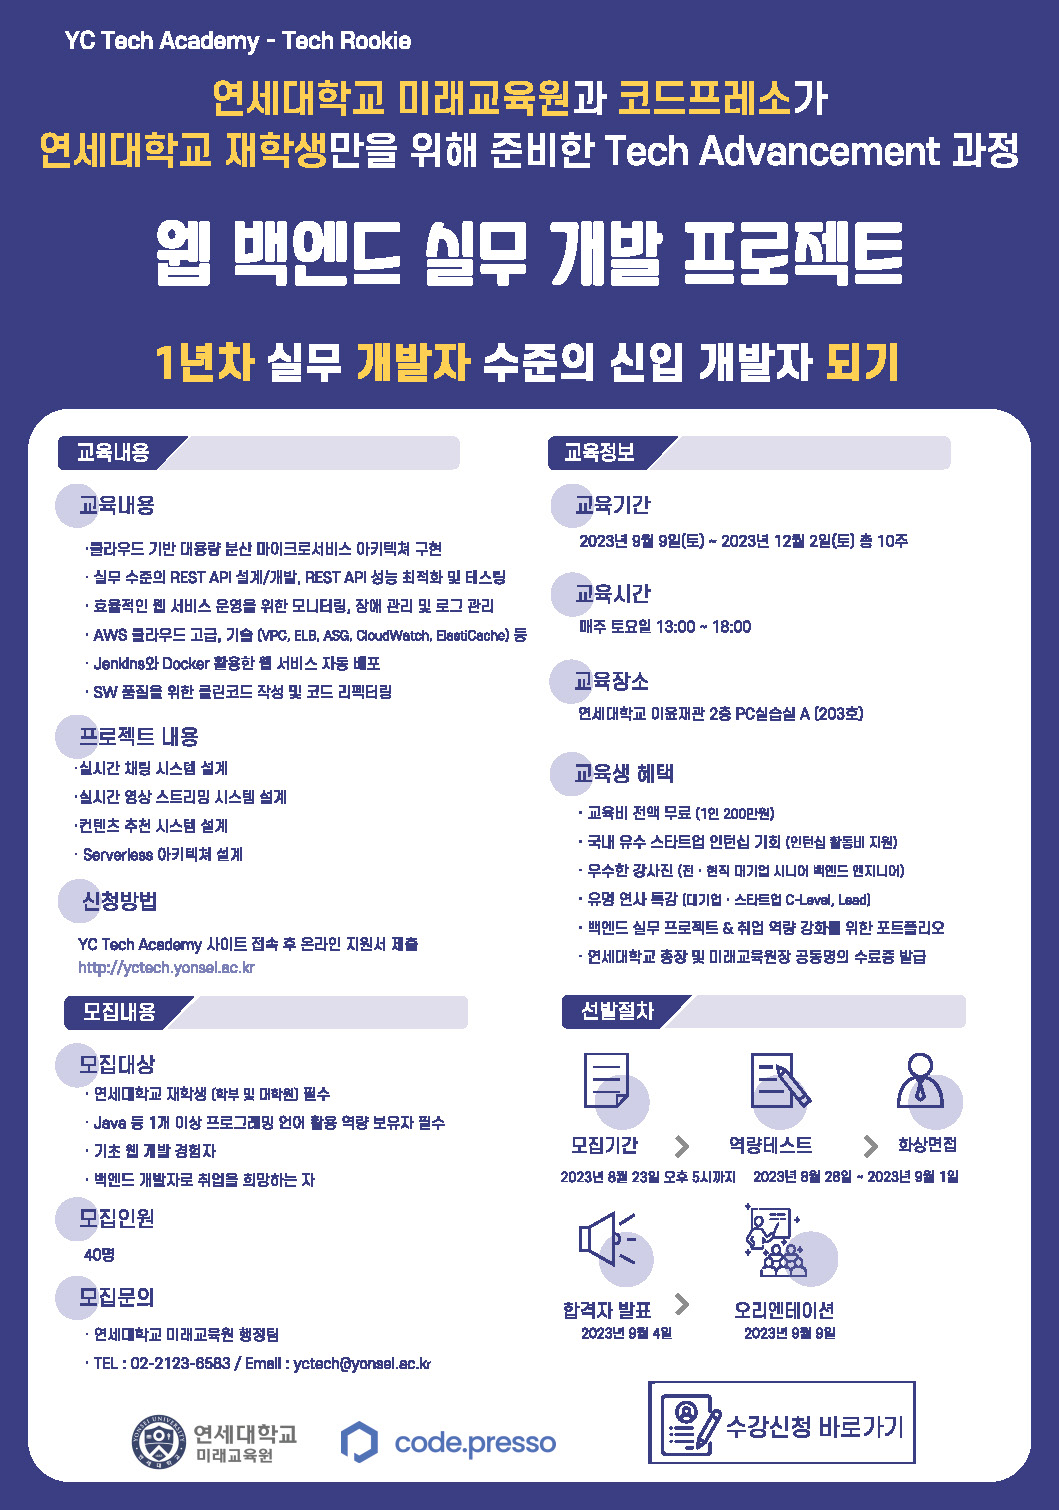 YC Tech Academy - Tech Rookie
연세대학교 미래교육원과 코드프레소가
연세대학교 재학생만을 위해 준비한 Tech Advancement 과정
웹 백엔드 실무 개발 프로젝트
1년차 실무 개발자 수준의 신입 개발자 되기
교육내용
교육내용
·클라우드 기반 대용량 분산 마이크로서비스 아키텍쳐 구현
· 실무 수준의 REST API 설계/개발, REST API 성능 최적화 및 테스팅
· 효율적인 웹 서비스 운영을 위한 모니터링, 장애 관리 및 로그 관리
· AWS 클라우드 고급, 기술 (VPC, ELB, ASG, CloudWatch, ElastiCache) 등
· Jenkins와 Docker 활용한 웹 서비스 자동 배포
· SW 품질을 위한 클린코드 작성 및 코드 리팩터링
프로젝트 내용
·실시간 채팅 시스템 설계
·실시간 영상 스트리밍 시스템 설계
·컨텐츠 추천 시스템 설계
· Serverless 아키텍쳐 설계
신청방법
YC Tech Academy 사이트 접속 후 온라인 지원서 제출
http://yctech.yonsei.ac.kr
교육정보
교육기간
2023년 9월 9일(토) ~ 2023년 12월 2일(토) 총 10주
교육시간
매주 토요일 13:00 ~ 18:00
교육장소
연세대학교 이윤재관 2층 PC실습실 A (203호)
교육생 혜택
· 교육비 전액 무료 (1인 200만원)
· 국내 유수 스타트업 인턴십 기회 (인턴십 활동비 지원)
· 우수한 강사진 (전 · 현직 대기업 시니어 백엔드 엔지니어)
· 유명 연사 특강 (대기업 · 스타트업 C-Level, Lead)
· 백엔드 실무 프로젝트 & 취업 역량 강화를 위한 포트폴리오
· 연세대학교 총장 및 미래교육원장 공동명의 수료증 발급
모집내용
모집대상
· 연세대학교 재학생 (학부 및 대학원) 필수
· Java 등 1개 이상 프로그래밍 언어 활용 역량 보유자 필수
· 기초 웹 개발 경험자
· 백엔드 개발자로 취업을 희망하는 자
모집인원
40명
모집문의
· 연세대학교 미래교육원 행정팀
· TEL : 02-2123-6583 / Email : yctech@yonsei.ac.kr
선발절차
모집기간 > 역량테스트 > 화상면접
2023년 8월 23일 오후 5시까지 2023년 8월 28일 ~ 2023년 9월 1일
합격자 발표 > 오리엔테이션
2023년 9월 4일 2023년 9월 9일
수강신청 바로가기
연세대학교
미래교육원
code.presso